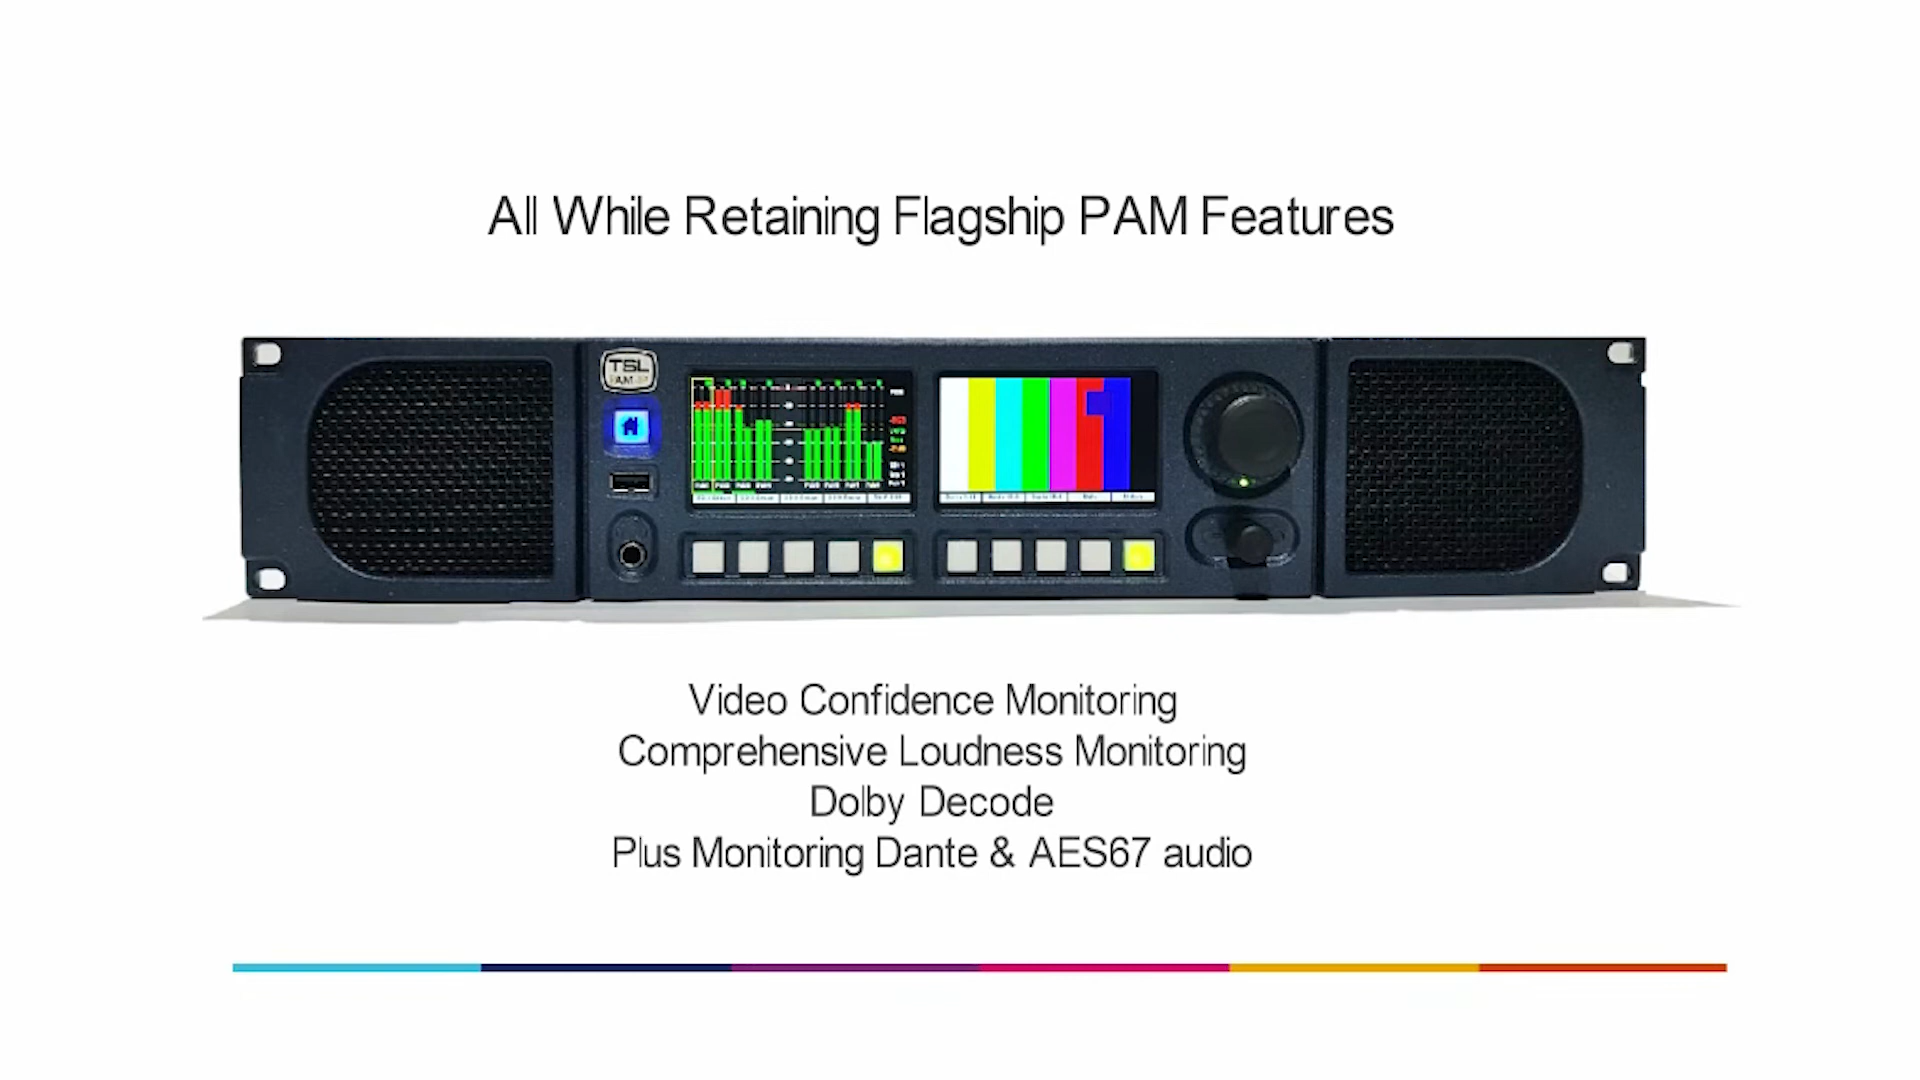 All While Retaining Flagship PAM Features
TSL
Video Confidence Monitoring
Comprehensive Loudness Monitoring
Dolby Decode
Plus Monitoring Dante & AES67 audio